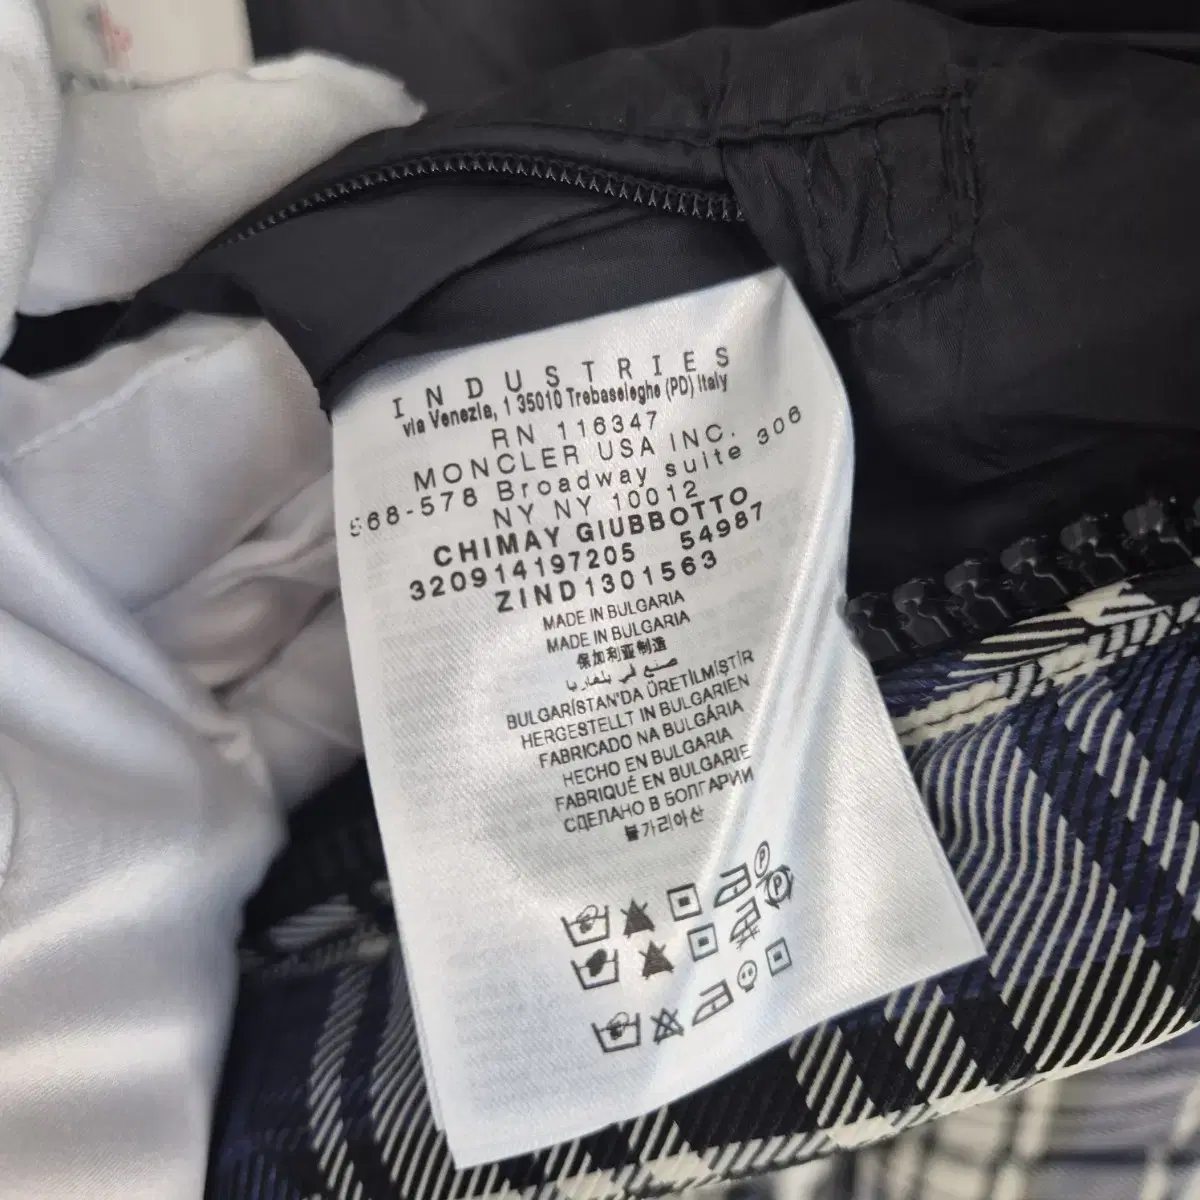 INDUSTRIES
via Venezia, 1 35010 Trebaseleghe (PD) Italy
RN 116347
MONCLER USA INC.
568-578 Broadway suite 306
NY NY 10012
CHIMAY GIUBBOTTO
320914197205 54987
ZIND1301563
MADE IN BULGARIA
MADE IN BULGARIA
保加利亚制造
صنع في بلغاريا
BULGARİSTAN'DA ÜRETİLMİŞTİR
HERGESTELLT IN BULGARIEN
FABRICADO NA BULGÁRIA
HECHO EN BULGARIA
FABRIQUÉ EN BULGARIE
СДЕЛАНО В БОЛГАРИИ
불가리아산
P
P